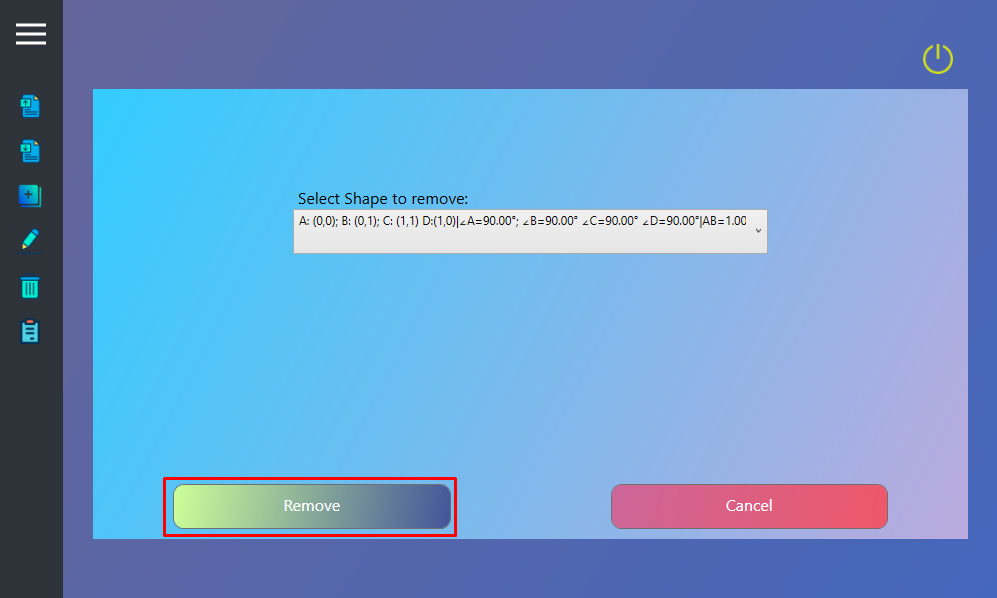 Select Shape to remove:
A: (0,0); B: (0,1); C: (1,1) D:(1,0)|∠A=90.00°; ∠B=90.00° ∠C=90.00° ∠D=90.00°|AB=1.00
Remove
Cancel